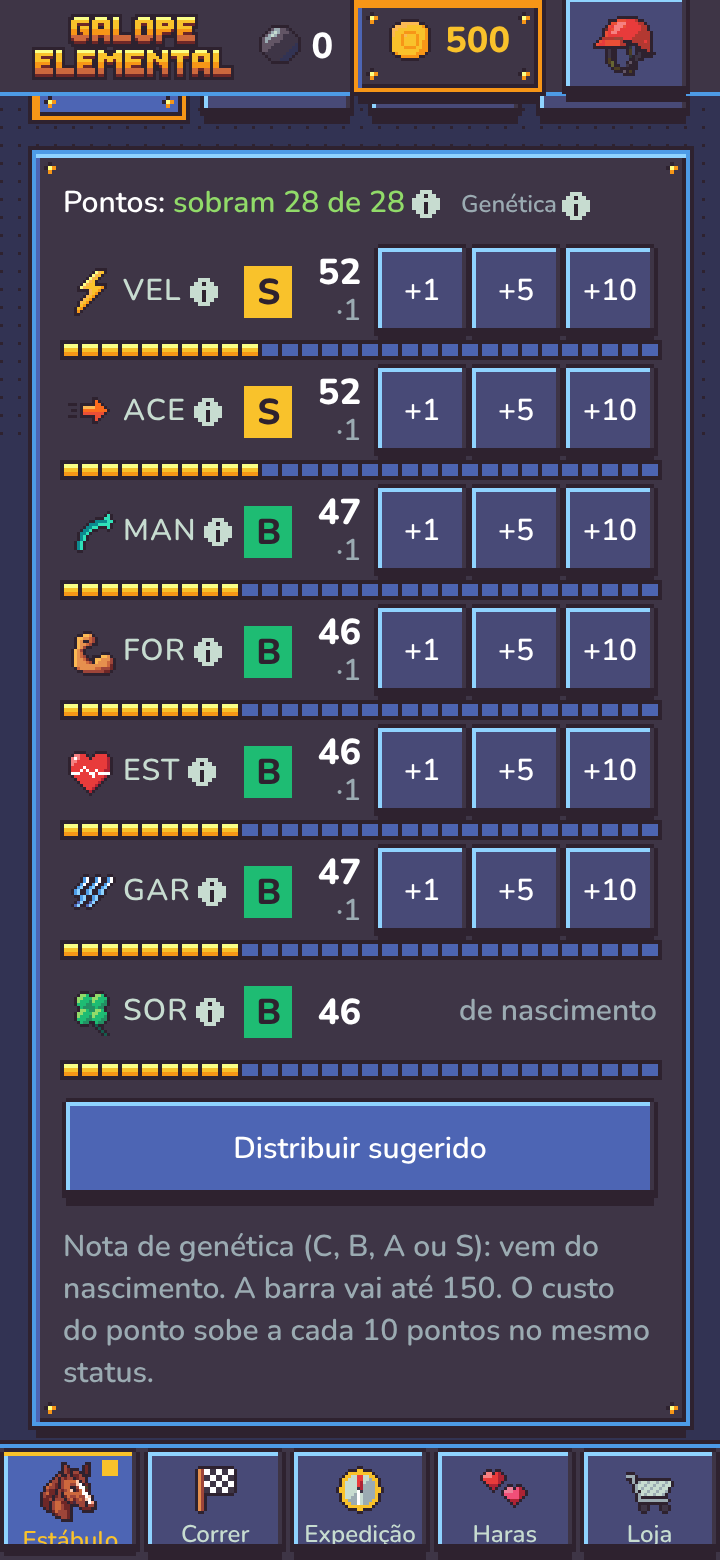 GALOPE
ELEMENTAL
0
500
Pontos: sobram 28 de 28
Genética
VEL S 52 ·1 +1 +5 +10
ACE S 52 ·1 +1 +5 +10
MAN B 47 ·1 +1 +5 +10
FOR B 46 ·1 +1 +5 +10
EST B 46 ·1 +1 +5 +10
GAR B 47 ·1 +1 +5 +10
SOR B 46 de nascimento
Distribuir sugerido
Nota de genética (C, B, A ou S): vem do
nascimento. A barra vai até 150. O custo
do ponto sobe a cada 10 pontos no mesmo
status.
Estábulo Correr Expedição Haras Loja